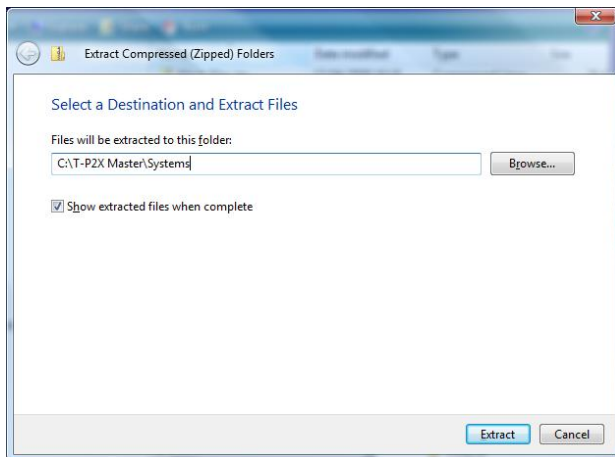 Extract Compressed (Zipped) Folders
Select a Destination and Extract Files
Files will be extracted to this folder:
C:\T-P2X Master\Systems
Browse...
Show extracted files when complete
Extract
Cancel